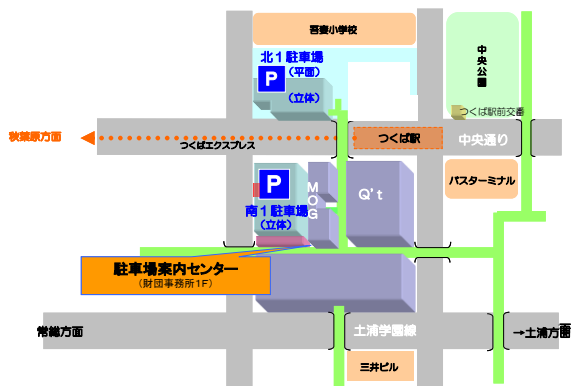 吾妻小学校
北1駐車場
(平面)
P
(立体)
中央公園
つくば駅前交番
秋葉原方面
つくばエクスプレス
つくば駅
中央通り
P
MOG
Q't
バスターミナル
南1駐車場
(立体)
駐車場案内センター
(財団事務所1F)
常総方面
土浦学園線
→土浦方面
三井ビル